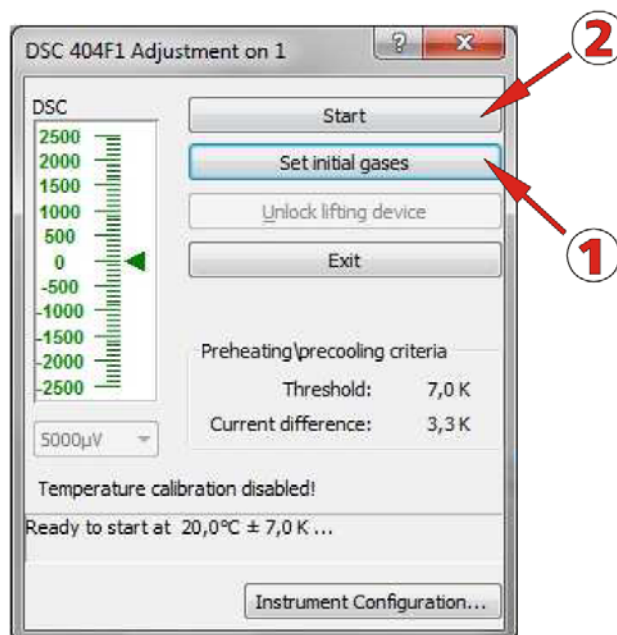 DSC 404F1 Adjustment on 1
?
X
2
DSC
2500
2000
1500
1000
500
0
-500
-1000
-1500
-2000
-2500
5000µV
Start
Set initial gases
Unlock lifting device
Exit
1
Preheating\precooling criteria
Threshold: 7,0 K
Current difference: 3,3 K
Temperature calibration disabled!
Ready to start at 20,0°C ± 7,0 K ...
Instrument Configuration...